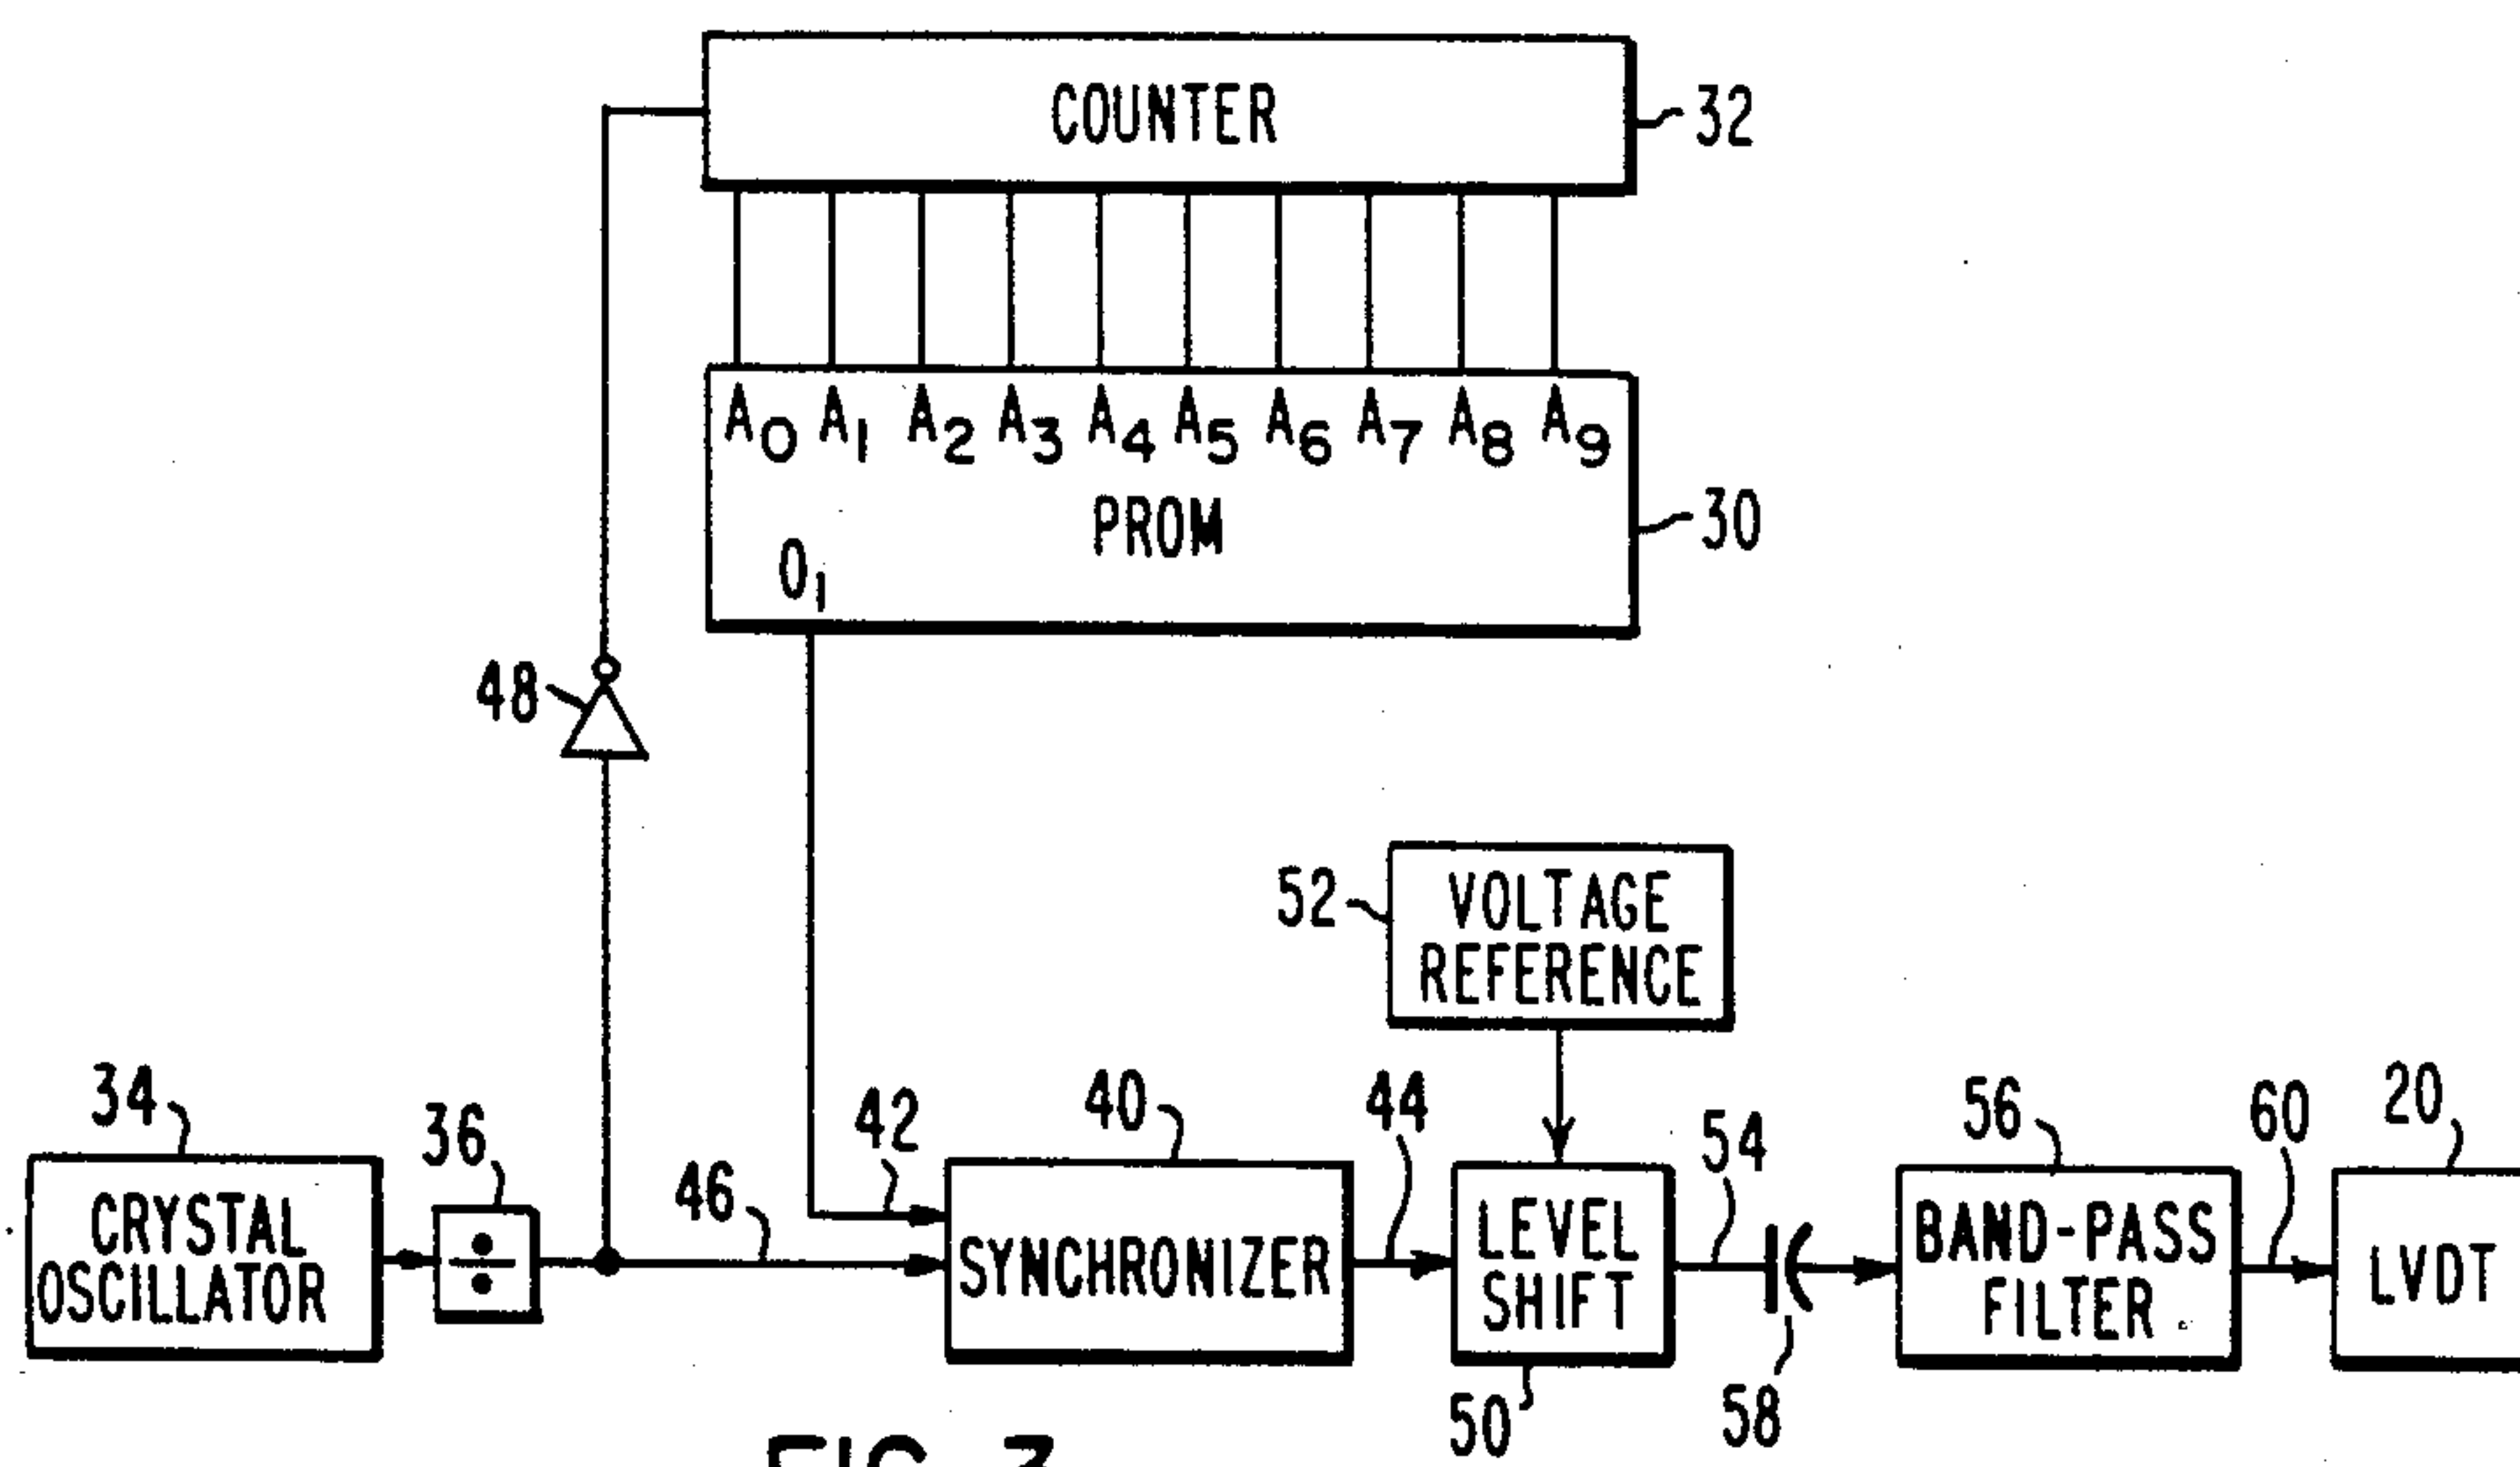 COUNTER
32
A0 A1 A2 A3 A4 A5 A6 A7 A8 A9
PROM
30
O1
48
52
VOLTAGE
REFERENCE
34
36
46
42
40
44
54
56
60
20
CRYSTAL
OSCILLATOR
÷
SYNCHRONIZER
LEVEL
SHIFT
BAND-PASS
FILTER
LVDT
50
58